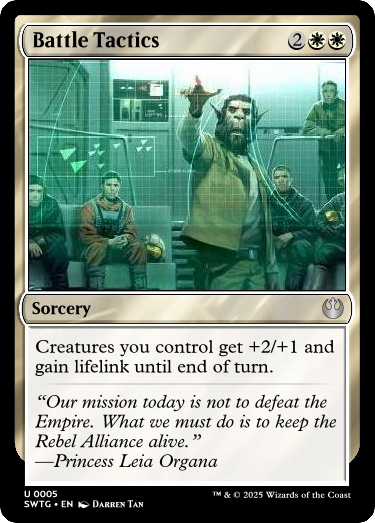 Battle Tactics 2
Sorcery
Creatures you control get +2/+1 and
gain lifelink until end of turn.
“Our mission today is not to defeat the
Empire. What we must do is to keep the
Rebel Alliance alive.”
—Princess Leia Organa
U 0005
SWTG • EN Darren Tan
™ & © 2025 Wizards of the Coast